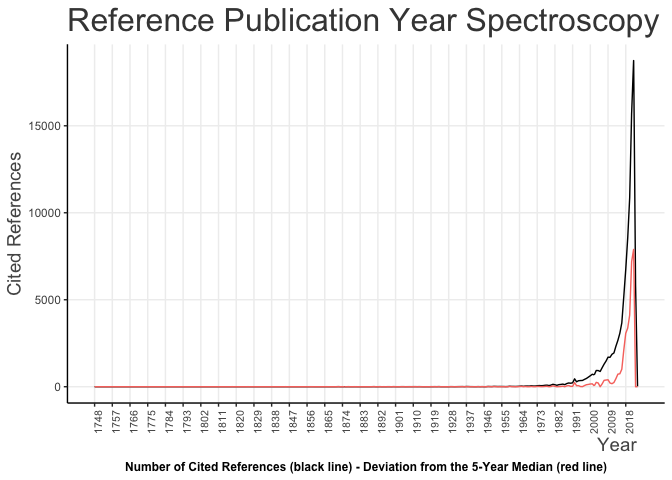 Reference Publication Year Spectroscopy
Cited References
15000
10000
5000
0
1748 1757 1766 1775 1784 1793 1802 1811 1820 1829 1838 1847 1856 1865 1874 1883 1892 1901 1910 1919 1928 1937 1946 1955 1964 1973 1982 1991 2000 2009 2018
Year
Number of Cited References (black line) - Deviation from the 5-Year Median (red line)